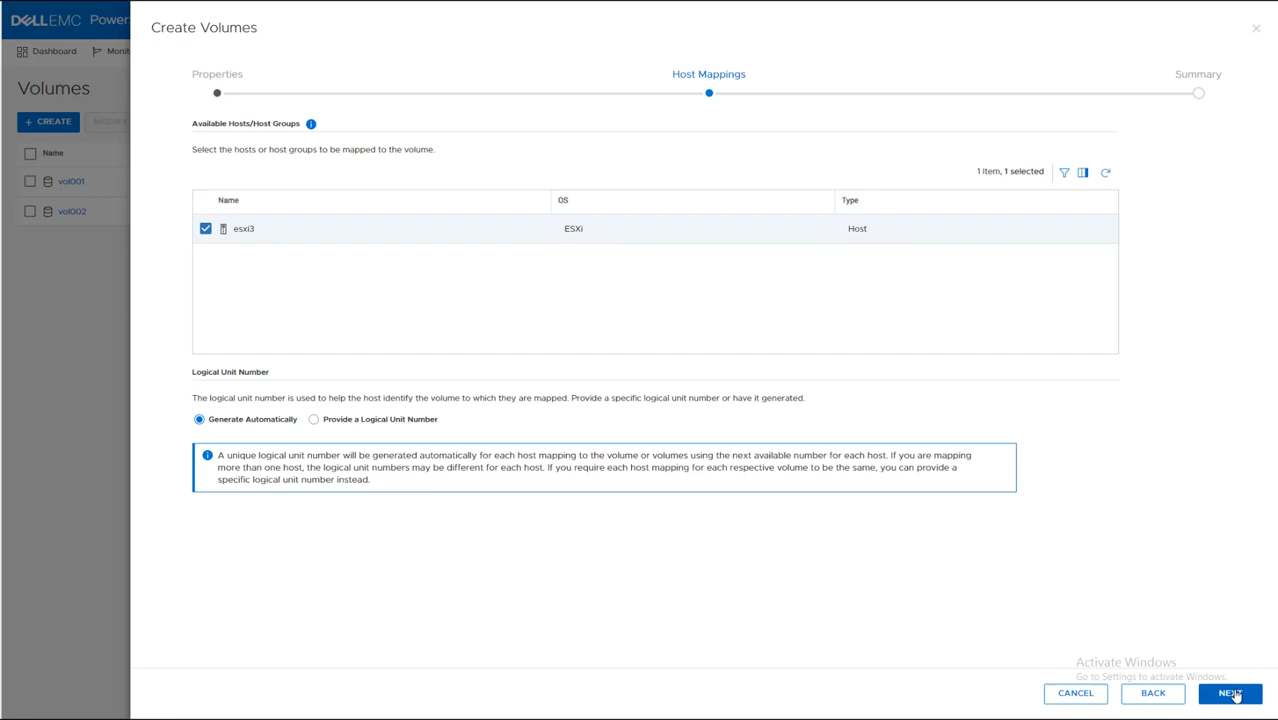 DELLEMC Power
Create Volumes
Dashboard
Monit
Properties
Host Mappings
Summary
Volumes
+ CREATE
MODIFY
Available Hosts/Host Groups
Select the hosts or host groups to be mapped to the volume.
Name
1 Item, 1 selected
vol001
vol002
Name OS Type
esxi3 ESXi Host
Logical Unit Number
The logical unit number is used to help the host identify the volume to which they are mapped. Provide a specific logical unit number or have it generated.
Generate Automatically
Provide a Logical Unit Number
A unique logical unit number will be generated automatically for each host mapping to the volume or volumes using the next available number for each host. If you are mapping
more than one host, the logical unit numbers may be different for each host. If you require each host mapping for each respective volume to be the same, you can provide a
specific logical unit number instead.
Activate Windows
Go to Settings to activate Windows.
CANCEL
BACK
NEXT